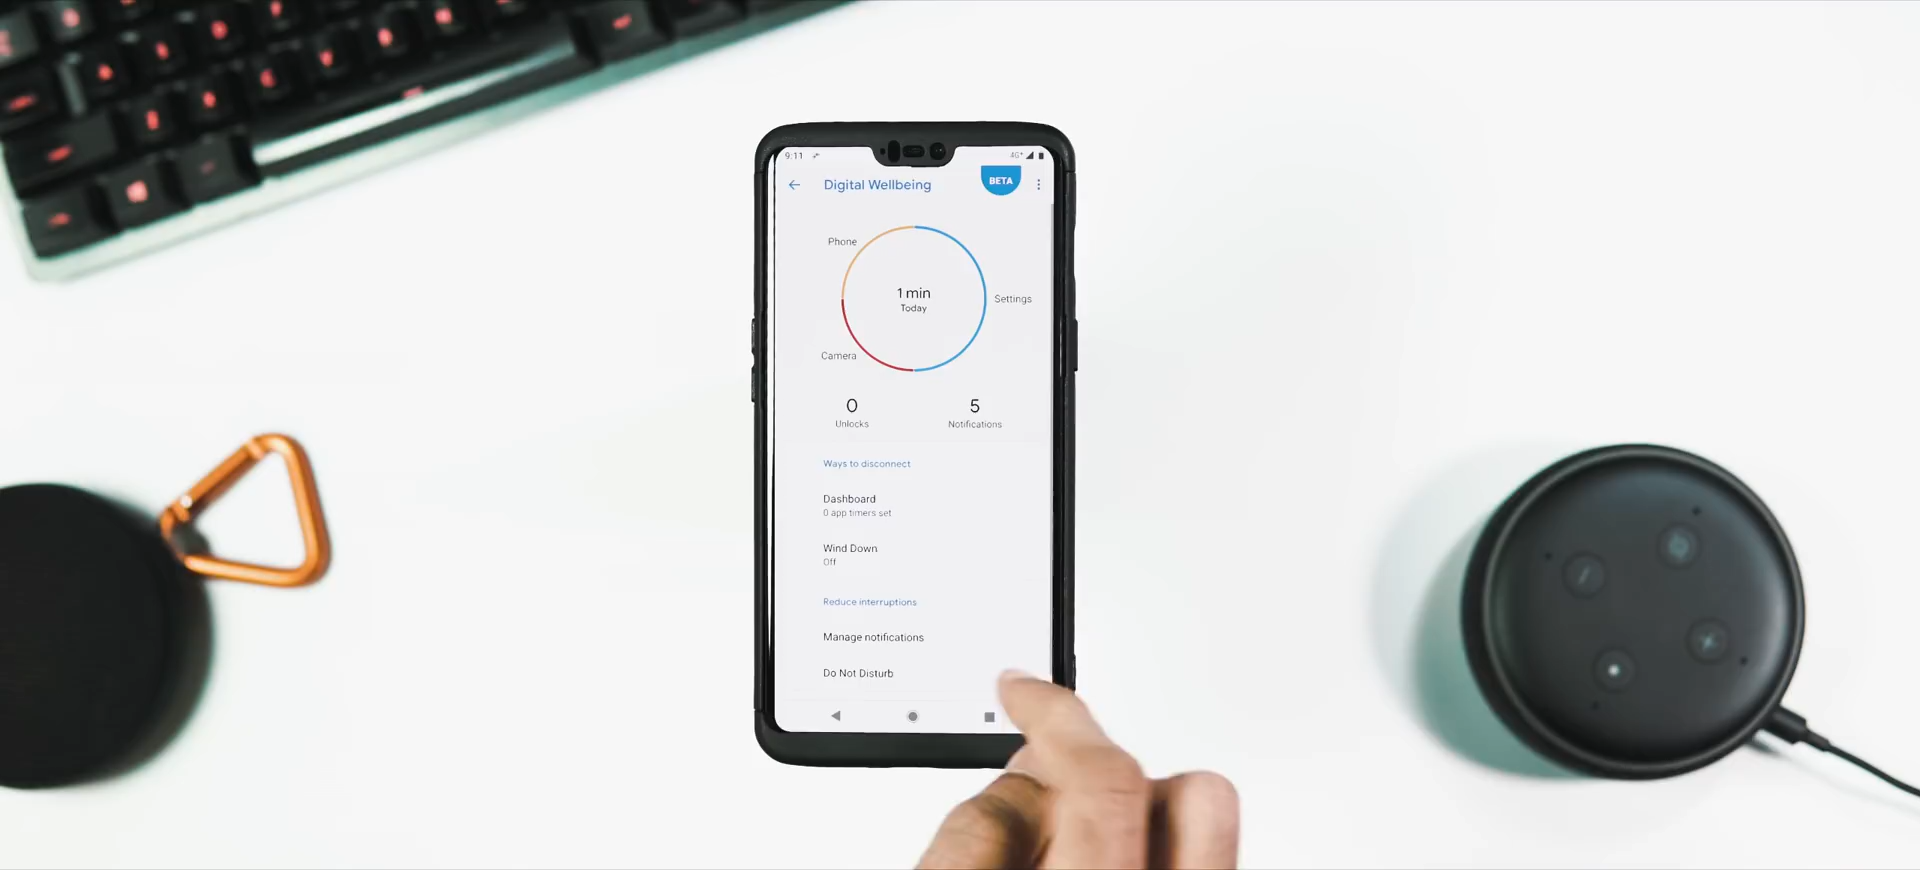 9:11
4G+
Digital Wellbeing
BETA
Phone
1 min
Today
Settings
Camera
0
5
Unlocks
Notifications
Ways to disconnect
Dashboard
0 app timers set
Wind Down
Off
Reduce interruptions
Manage notifications
Do Not Disturb